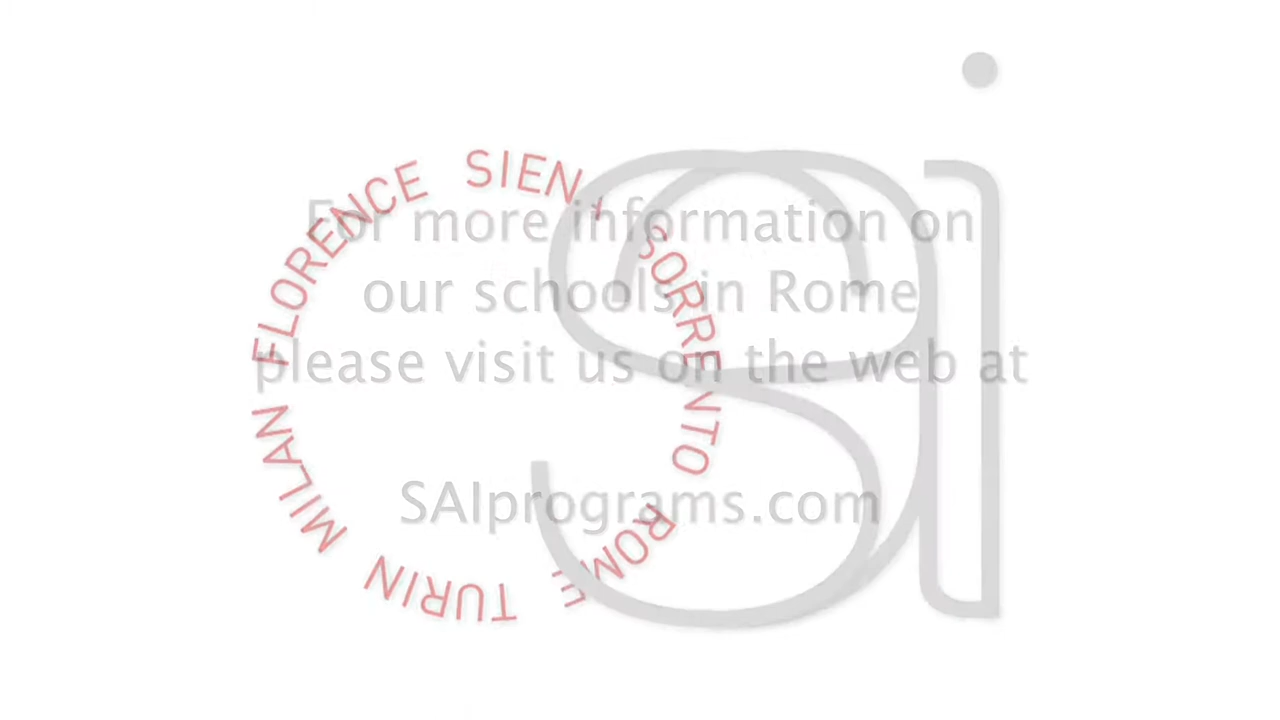 For more information on
our schools in Rome
please visit us on the web at
SAIprograms.com
FLORENCE
SORRENTO
ROME
TURIN
MILAN
sai